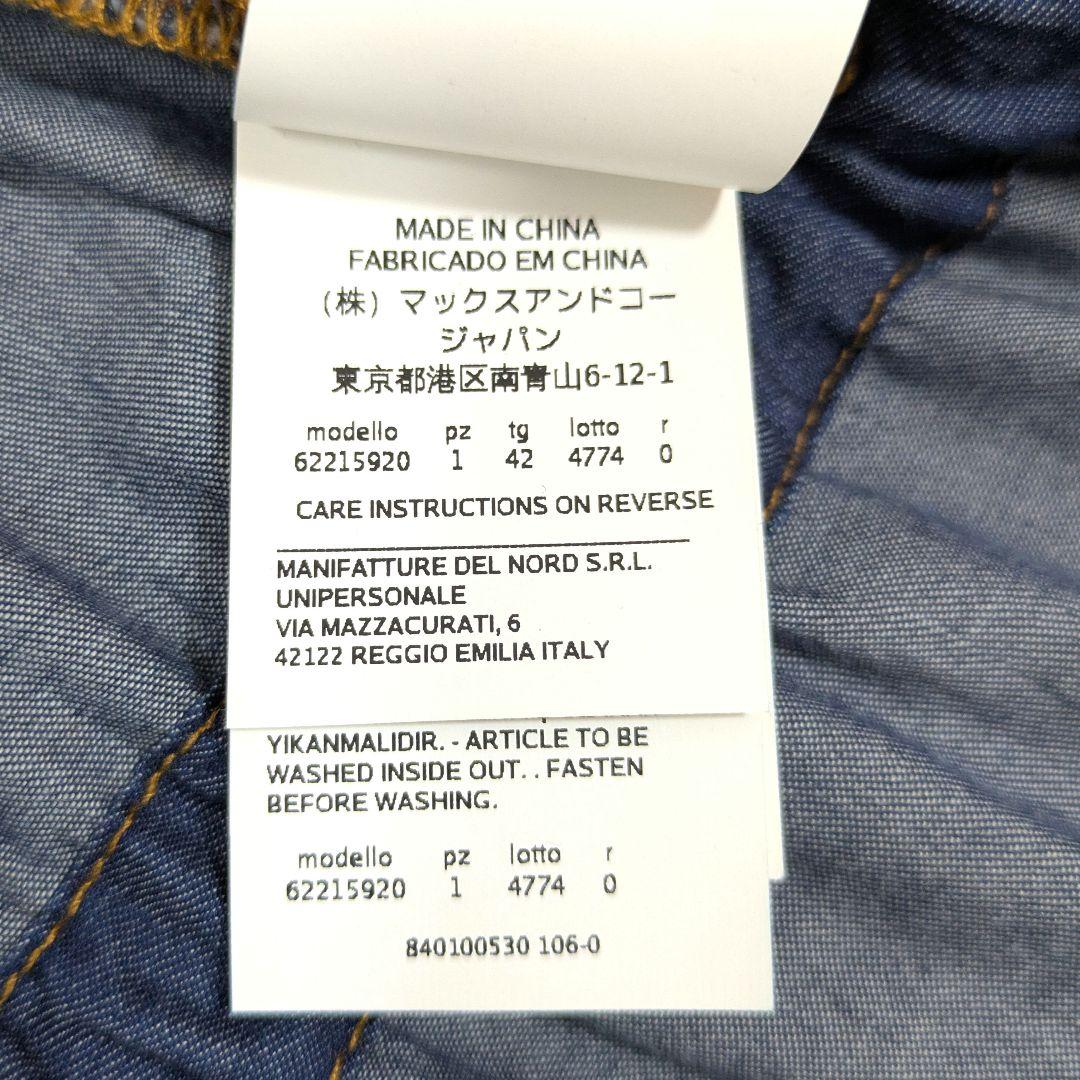 MADE IN CHINA
FABRICADO EM CHINA
(株) マックスアンドコー
ジャパン
東京都港区南青山6-12-1
modello pz tg lotto r
62215920 1 42 4774 0
CARE INSTRUCTIONS ON REVERSE
MANIFATTURE DEL NORD S.R.L.
UNIPERSONALE
VIA MAZZACURATI, 6
42122 REGGIO EMILIA ITALY
YIKANMALIDIR. - ARTICLE TO BE
WASHED INSIDE OUT. . FASTEN
BEFORE WASHING.
modello pz lotto r
62215920 1 4774 0
840100530 106-0